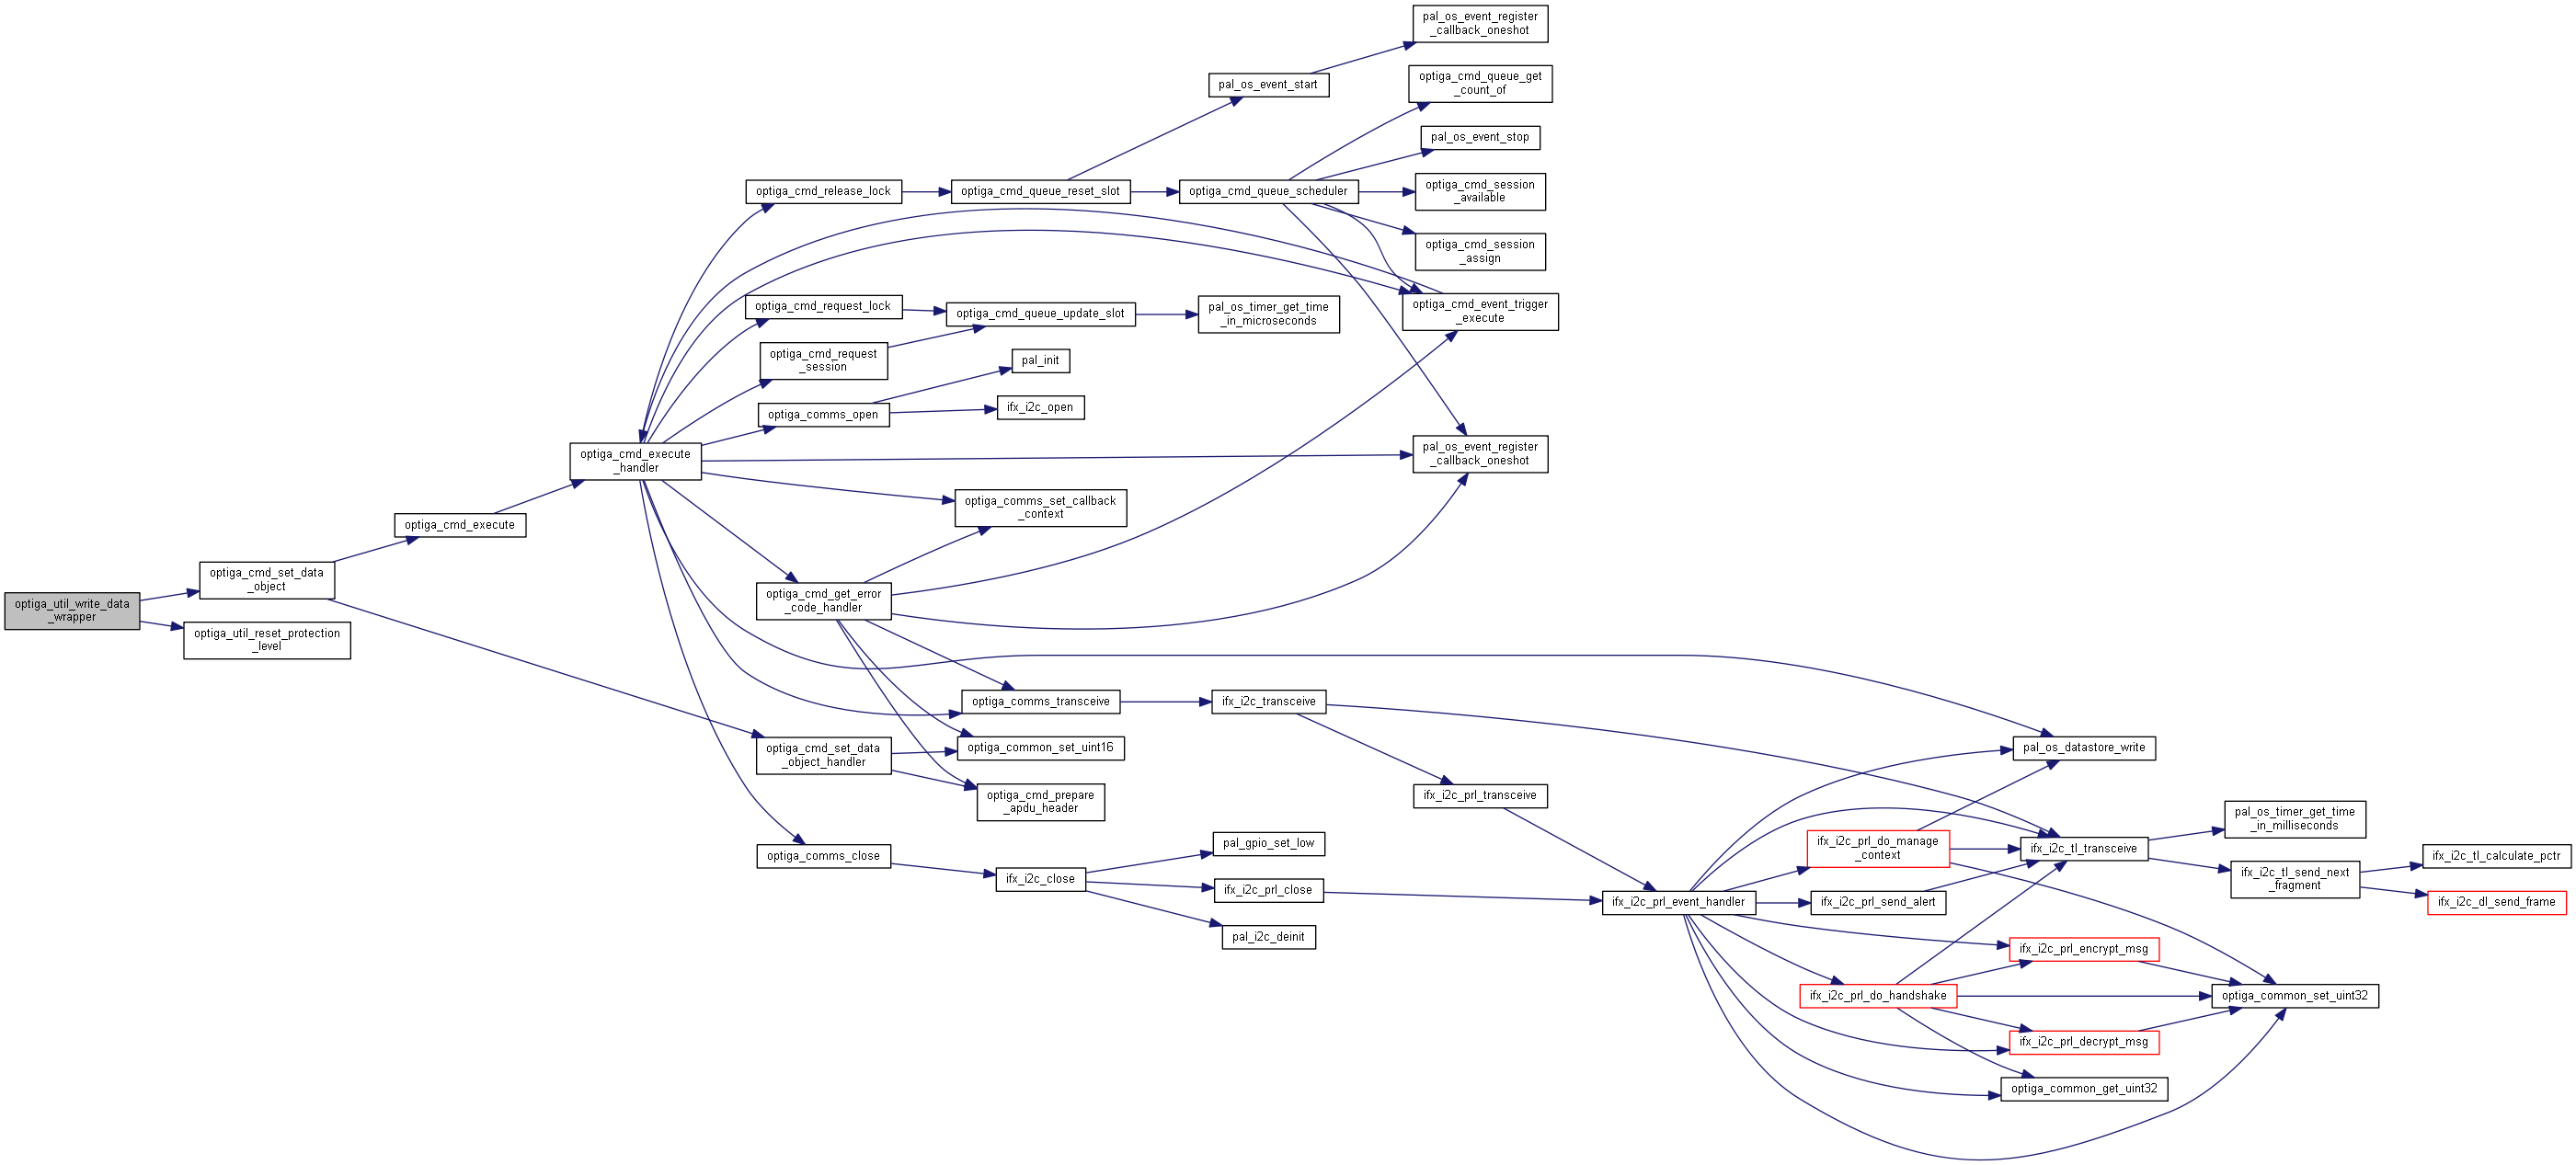 pal_os_event_register
_callback_oneshot
optiga_cmd_queue_get
_count_of
pal_os_event_start
pal_os_event_stop
optiga_cmd_release_lock
optiga_cmd_queue_reset_slot
optiga_cmd_queue_scheduler
optiga_cmd_session
_available
optiga_cmd_session
_assign
optiga_cmd_request_lock
optiga_cmd_queue_update_slot
pal_os_timer_get_time
_in_microseconds
optiga_cmd_event_trigger
_execute
optiga_cmd_request
_session
pal_init
optiga_comms_open
ifx_i2c_open
optiga_cmd_execute
_handler
pal_os_event_register
_callback_oneshot
optiga_comms_set_callback
_context
optiga_cmd_execute
optiga_cmd_set_data
_object
optiga_util_write_data
_wrapper
optiga_cmd_get_error
_code_handler
optiga_util_reset_protection
_level
optiga_comms_transceive
ifx_i2c_transceive
optiga_cmd_set_data
_object_handler
optiga_common_set_uint16
pal_os_datastore_write
optiga_cmd_prepare
_apdu_header
ifx_i2c_prl_transceive
pal_os_timer_get_time
_in_milliseconds
optiga_comms_close
pal_gpio_set_low
ifx_i2c_prl_do_manage
_context
ifx_i2c_tl_transceive
ifx_i2c_tl_calculate_pctr
ifx_i2c_close
ifx_i2c_prl_close
ifx_i2c_tl_send_next
_fragment
ifx_i2c_prl_event_handler
ifx_i2c_prl_send_alert
ifx_i2c_dl_send_frame
pal_i2c_deinit
ifx_i2c_prl_encrypt_msg
ifx_i2c_prl_do_handshake
optiga_common_set_uint32
ifx_i2c_prl_decrypt_msg
optiga_common_get_uint32